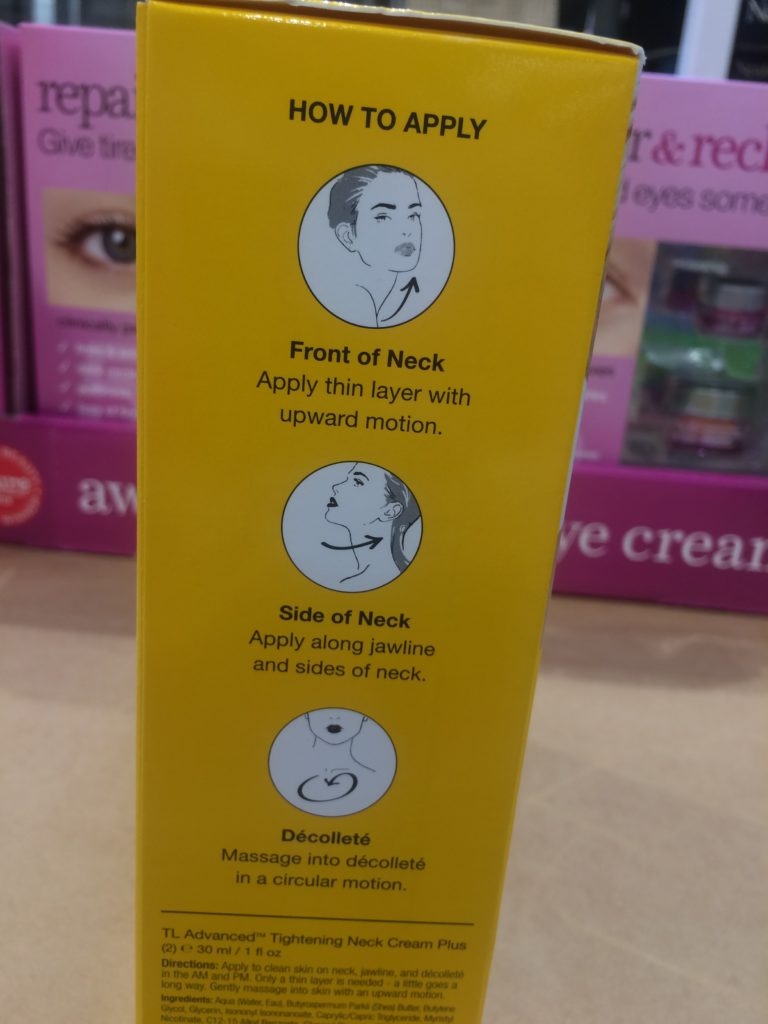 HOW TO APPLY
Front of Neck
Apply thin layer with
upward motion.
Side of Neck
Apply along jawline
and sides of neck.
Décolleté
Massage into décolleté
in a circular motion.
TL Advanced™ Tightening Neck Cream Plus
(2) ℮ 30 ml / 1 fl oz
Directions: Apply to clean skin on neck, jawline, and décolleté
in the AM and PM. Only a thin layer is needed - a little goes a
long way. Gently massage into skin with an upward motion.
Ingredients: Aqua (Water, Eau), Butyrospermum Parkii (Shea) Butter, Butylene
Glycol, Glycerin, Isononyl Isononanoate, Caprylic/Capric Triglyceride, Myristyl
Nicotinate, C12-15 Alkyl
repai
Give tire
aw
r & rech
d eyes some
ye crean